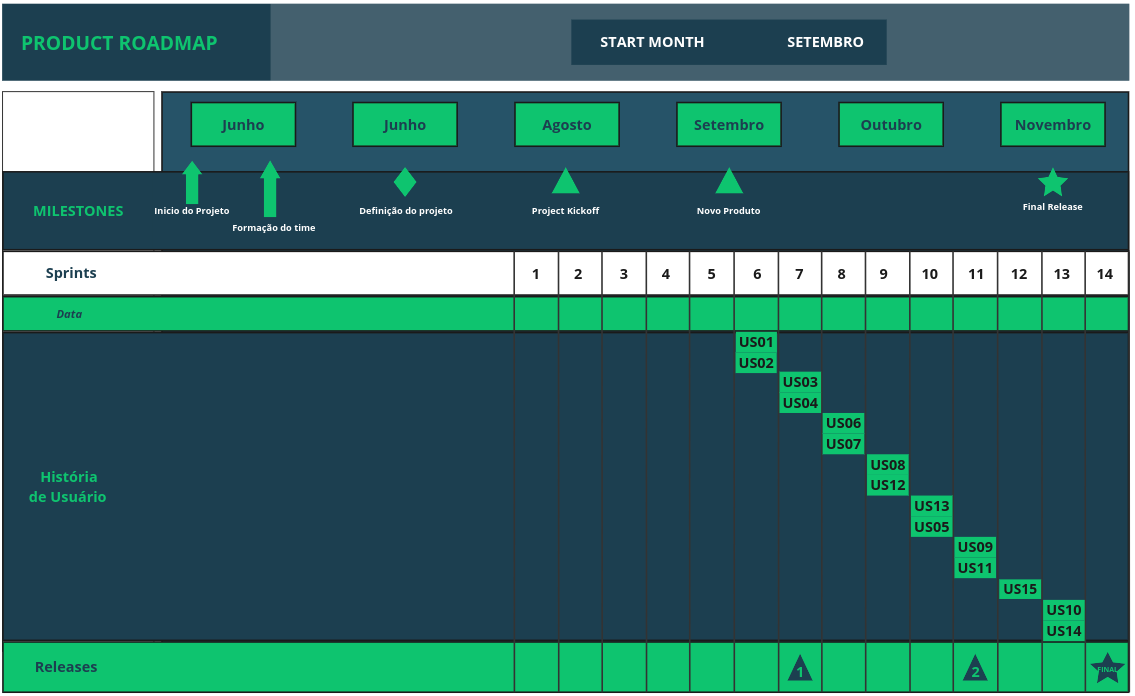 PRODUCT ROADMAP
START MONTH SETEMBRO
Junho Junho Agosto Setembro Outubro Novembro
MILESTONES
Inicio do Projeto Definição do projeto Project Kickoff Novo Produto Final Release
Formação do time
Sprints 1 2 3 4 5 6 7 8 9 10 11 12 13 14
Data
US01
US02
US03
US04
US06
US07
US08
US12
História
de Usuário
US13
US05
US09
US11
US15
US10
US14
Releases 1 2 FINAL